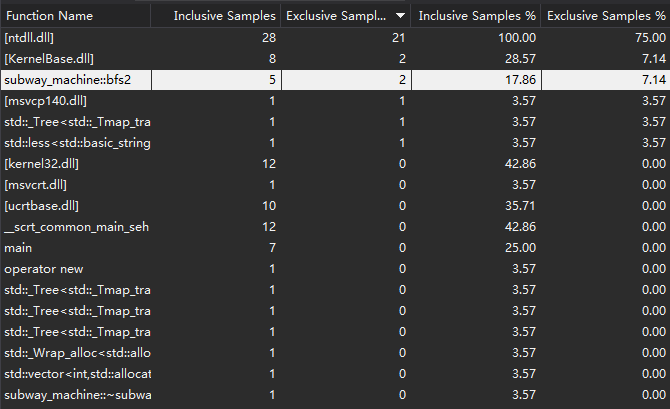 Function Name Inclusive Samples Exclusive Sampl... Inclusive Samples % Exclusive Samples %
[ntdll.dll] 28 21 100.00 75.00
[KernelBase.dll] 8 2 28.57 7.14
subway_machine::bfs2 5 2 17.86 7.14
[msvcp140.dll] 1 1 3.57 3.57
std::_Tree<std::_Tmap_tra 1 1 3.57 3.57
std::less<std::basic_string 1 1 3.57 3.57
[kernel32.dll] 12 0 42.86 0.00
[msvcrt.dll] 1 0 3.57 0.00
[ucrtbase.dll] 10 0 35.71 0.00
__scrt_common_main_seh 12 0 42.86 0.00
main 7 0 25.00 0.00
operator new 1 0 3.57 0.00
std::_Tree<std::_Tmap_tra 1 0 3.57 0.00
std::_Tree<std::_Tmap_tra 1 0 3.57 0.00
std::_Tree<std::_Tmap_tra 1 0 3.57 0.00
std::_Wrap_alloc<std::allo 1 0 3.57 0.00
std::vector<int,std::allocat 1 0 3.57 0.00
subway_machine::~subwa 1 0 3.57 0.00